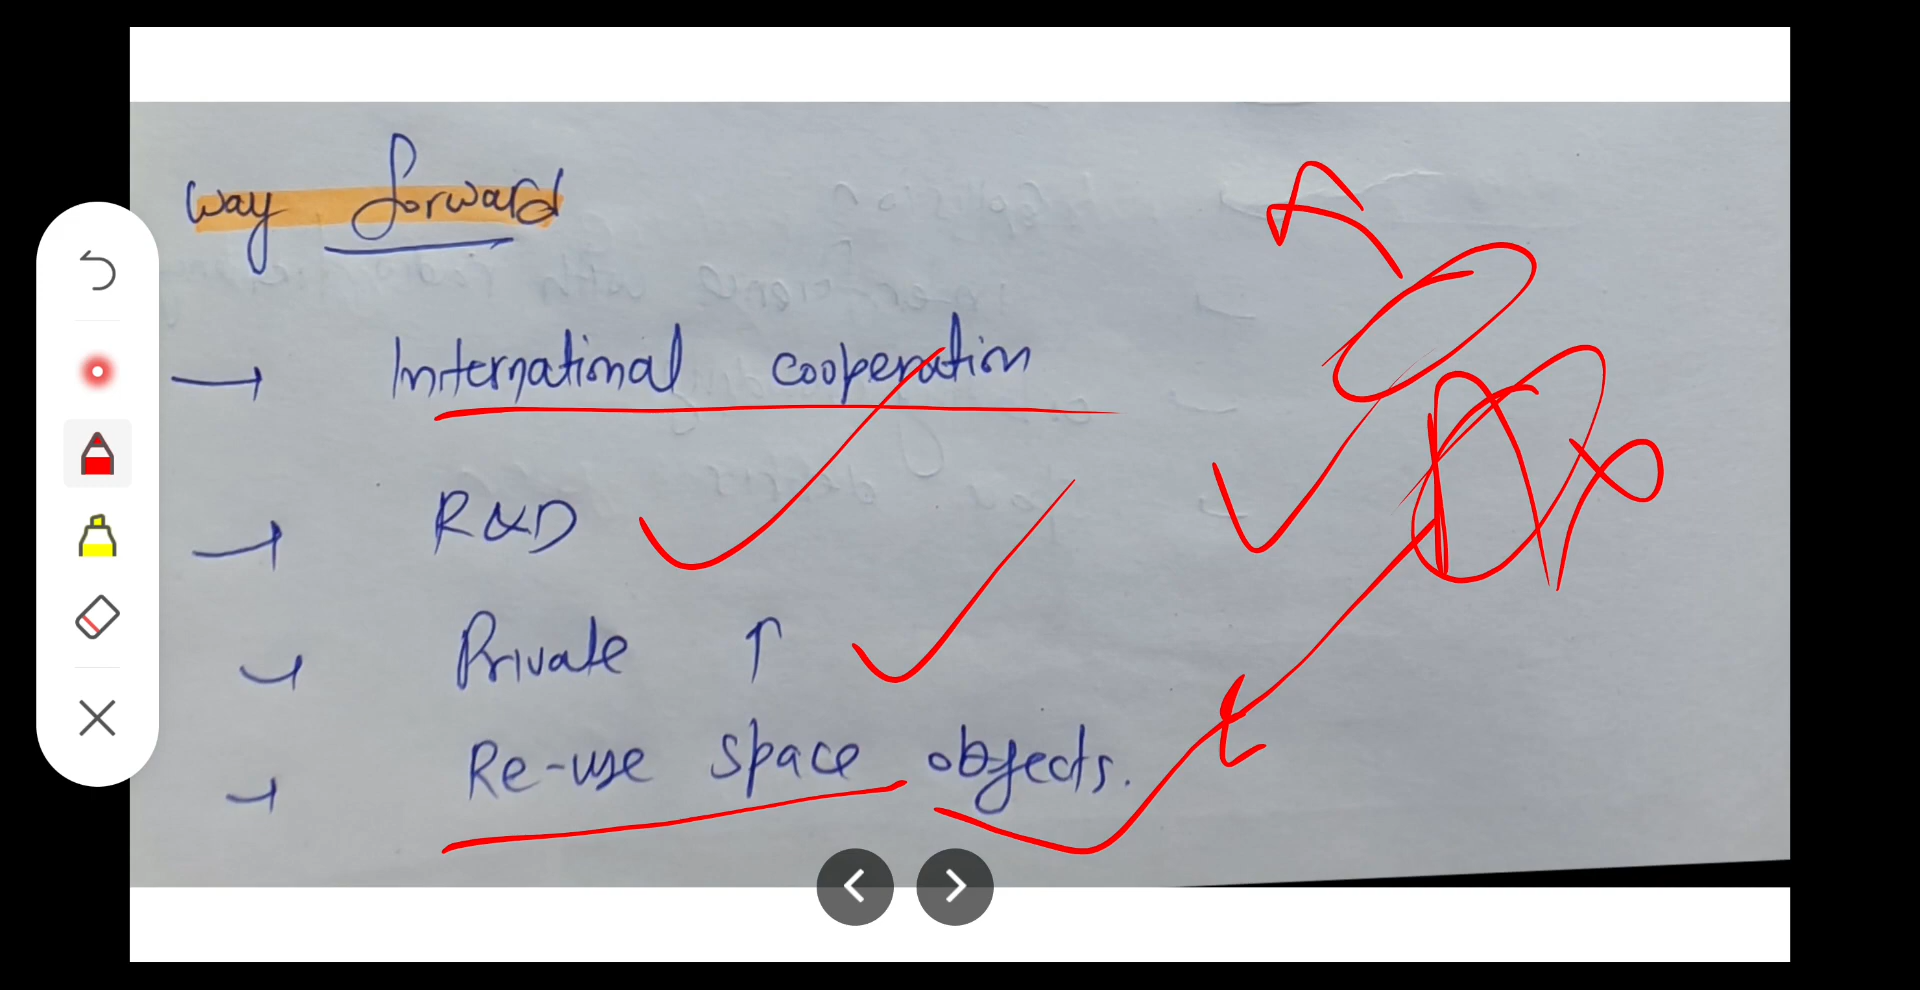 Way forward
→ International cooperation
→ R&D
→ Private ↑
→ Re-use space objects.